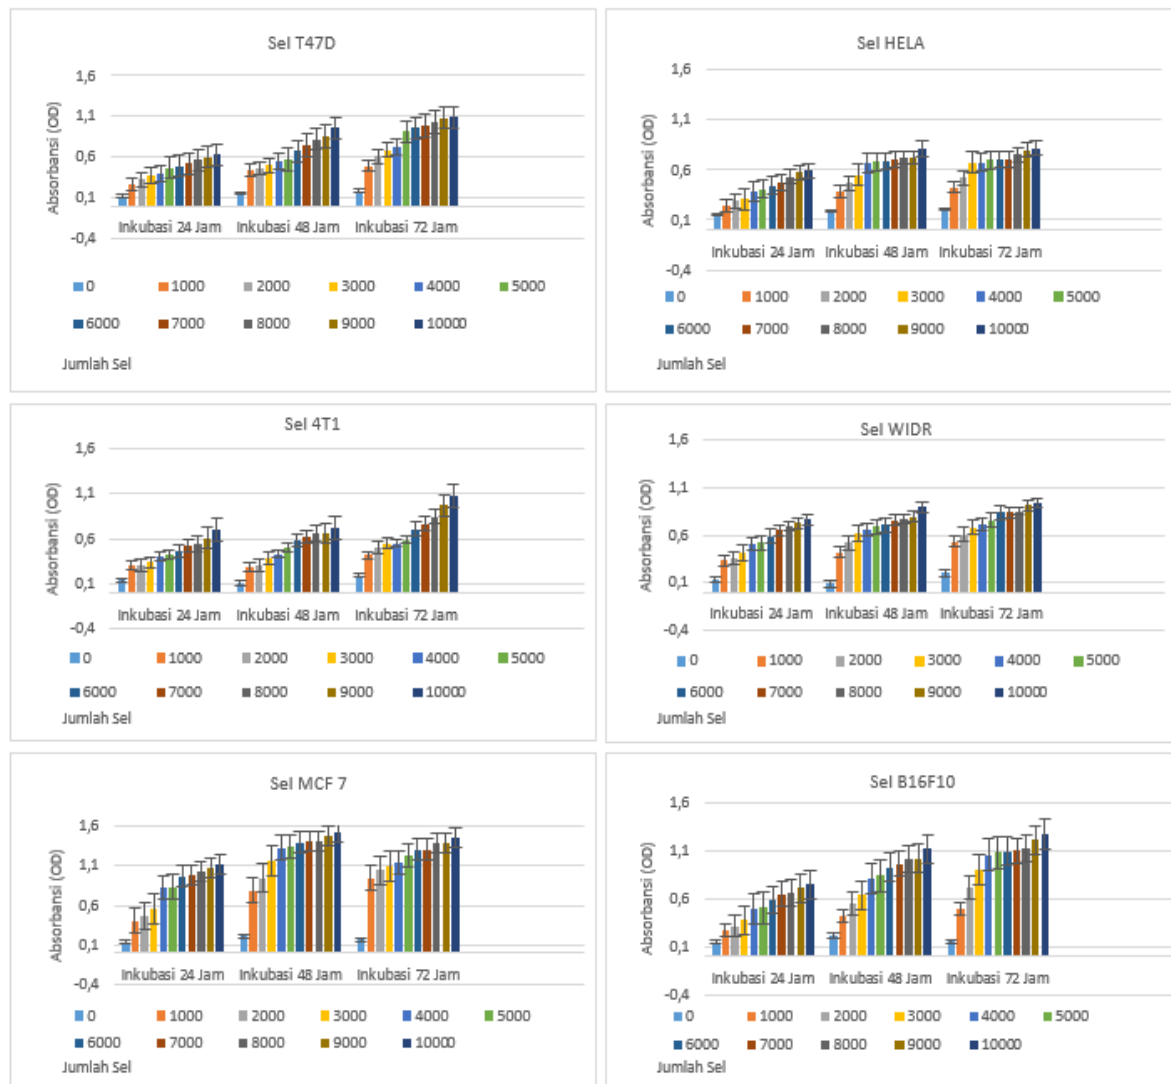 Sel T47D
1,6
1,1
0,6
0,1
-0,4
Absorbansi (OD)
Inkubasi 24 Jam Inkubasi 48 Jam Inkubasi 72 Jam
0 1000 2000 3000 4000 5000
6000 7000 8000 9000 10000
Jumlah Sel
Sel HELA
1,6
1,1
0,6
0,1
-0,4
Absorbansi (OD)
Inkubasi 24 Jam Inkubasi 48 Jam Inkubasi 72 Jam
0 1000 2000 3000 4000 5000
6000 7000 8000 9000 10000
Jumlah Sel
Sel 4T1
1,6
1,1
0,6
0,1
-0,4
Absorbansi (OD)
Inkubasi 24 Jam Inkubasi 48 Jam Inkubasi 72 Jam
0 1000 2000 3000 4000 5000
6000 7000 8000 9000 10000
Jumlah Sel
Sel WIDR
1,6
1,1
0,6
0,1
-0,4
Absorbansi (OD)
Inkubasi 24 Jam Inkubasi 48 Jam Inkubasi 72 Jam
0 1000 2000 3000 4000 5000
6000 7000 8000 9000 10000
Jumlah Sel
Sel MCF 7
1,6
1,1
0,6
0,1
-0,4
Absorbansi (OD)
Inkubasi 24 Jam Inkubasi 48 Jam Inkubasi 72 Jam
0 1000 2000 3000 4000 5000
6000 7000 8000 9000 10000
Jumlah Sel
Sel B16F10
1,6
1,1
0,6
0,1
-0,4
Absorbansi (OD)
Inkubasi 24 Jam Inkubasi 48 Jam Inkubasi 72 Jam
0 1000 2000 3000 4000 5000
6000 7000 8000 9000 10000
Jumlah Sel